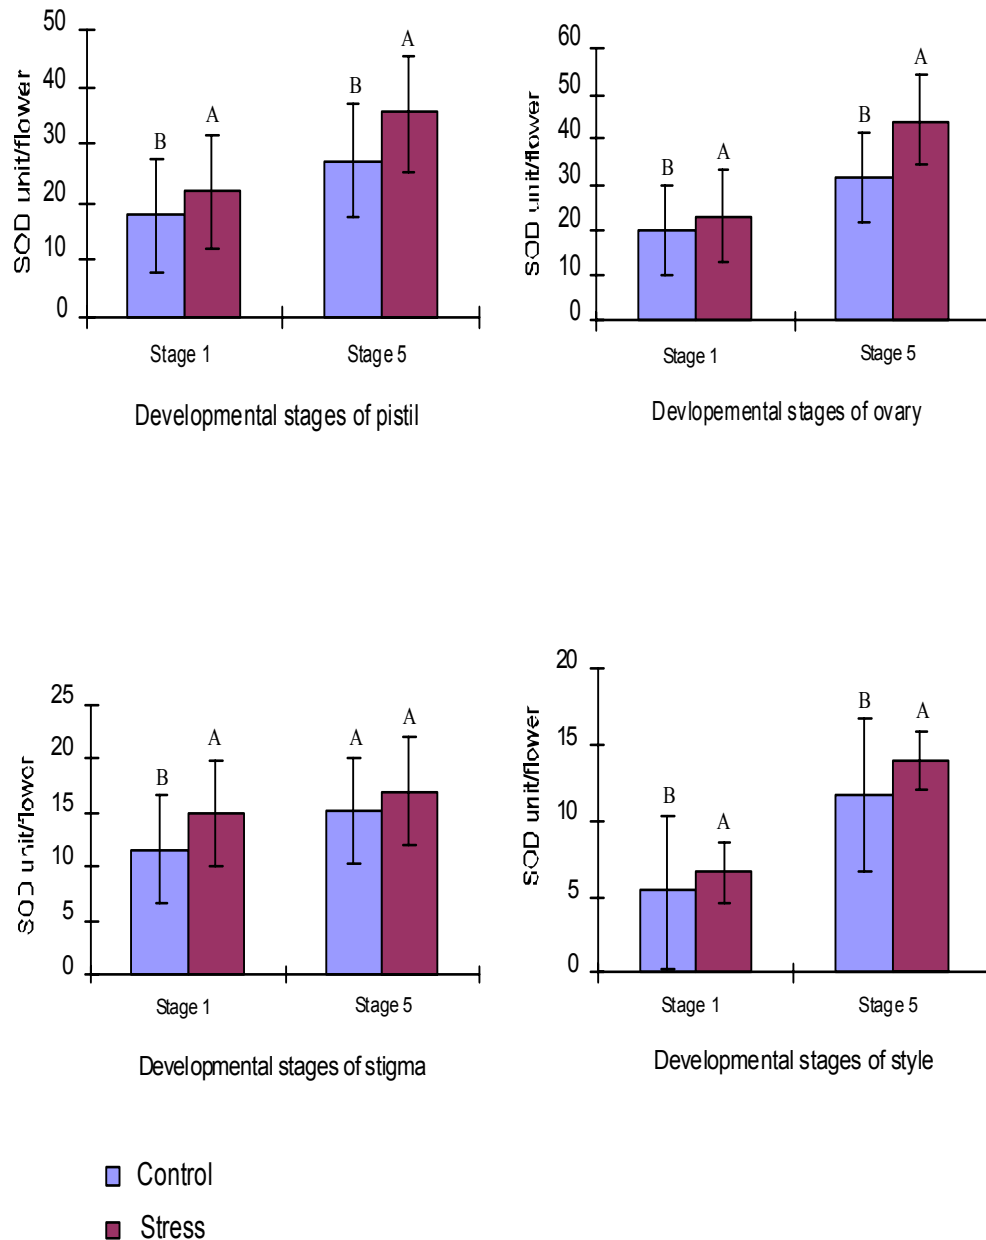 50
40
30
20
10
0
SOD unit/flower
B
A
B
A
Stage 1
Stage 5
Developmental stages of pistil
60
50
40
30
20
10
0
SOD unit/flower
B
A
B
A
Stage 1
Stage 5
Devlopemental stages of ovary
25
20
15
10
5
0
SOD unit/flower
B
A
A
A
Stage 1
Stage 5
Developmental stages of stigma
20
15
10
5
0
SOD unit/flower
B
A
B
A
Stage 1
Stage 5
Developmental stages of style
Control
Stress